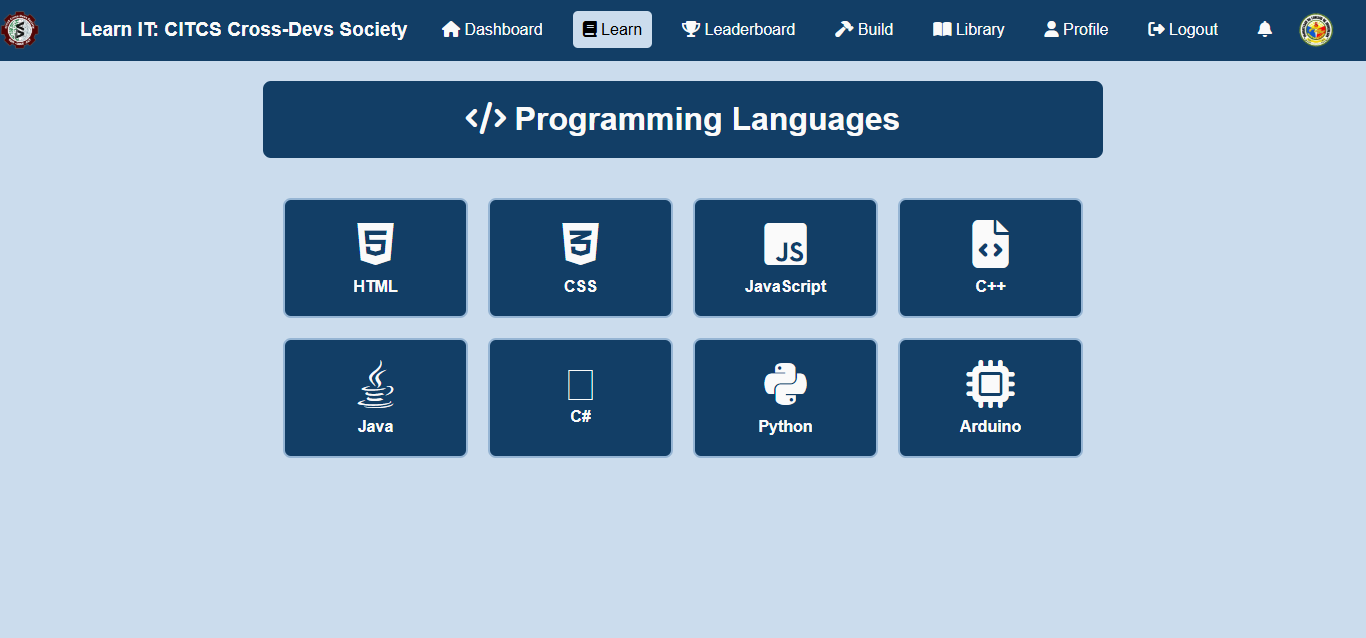 Learn IT: CITCS Cross-Devs Society Dashboard Learn Leaderboard Build Library Profile Logout
</> Programming Languages
HTML CSS JavaScript C++
JS
Java C# Python Arduino